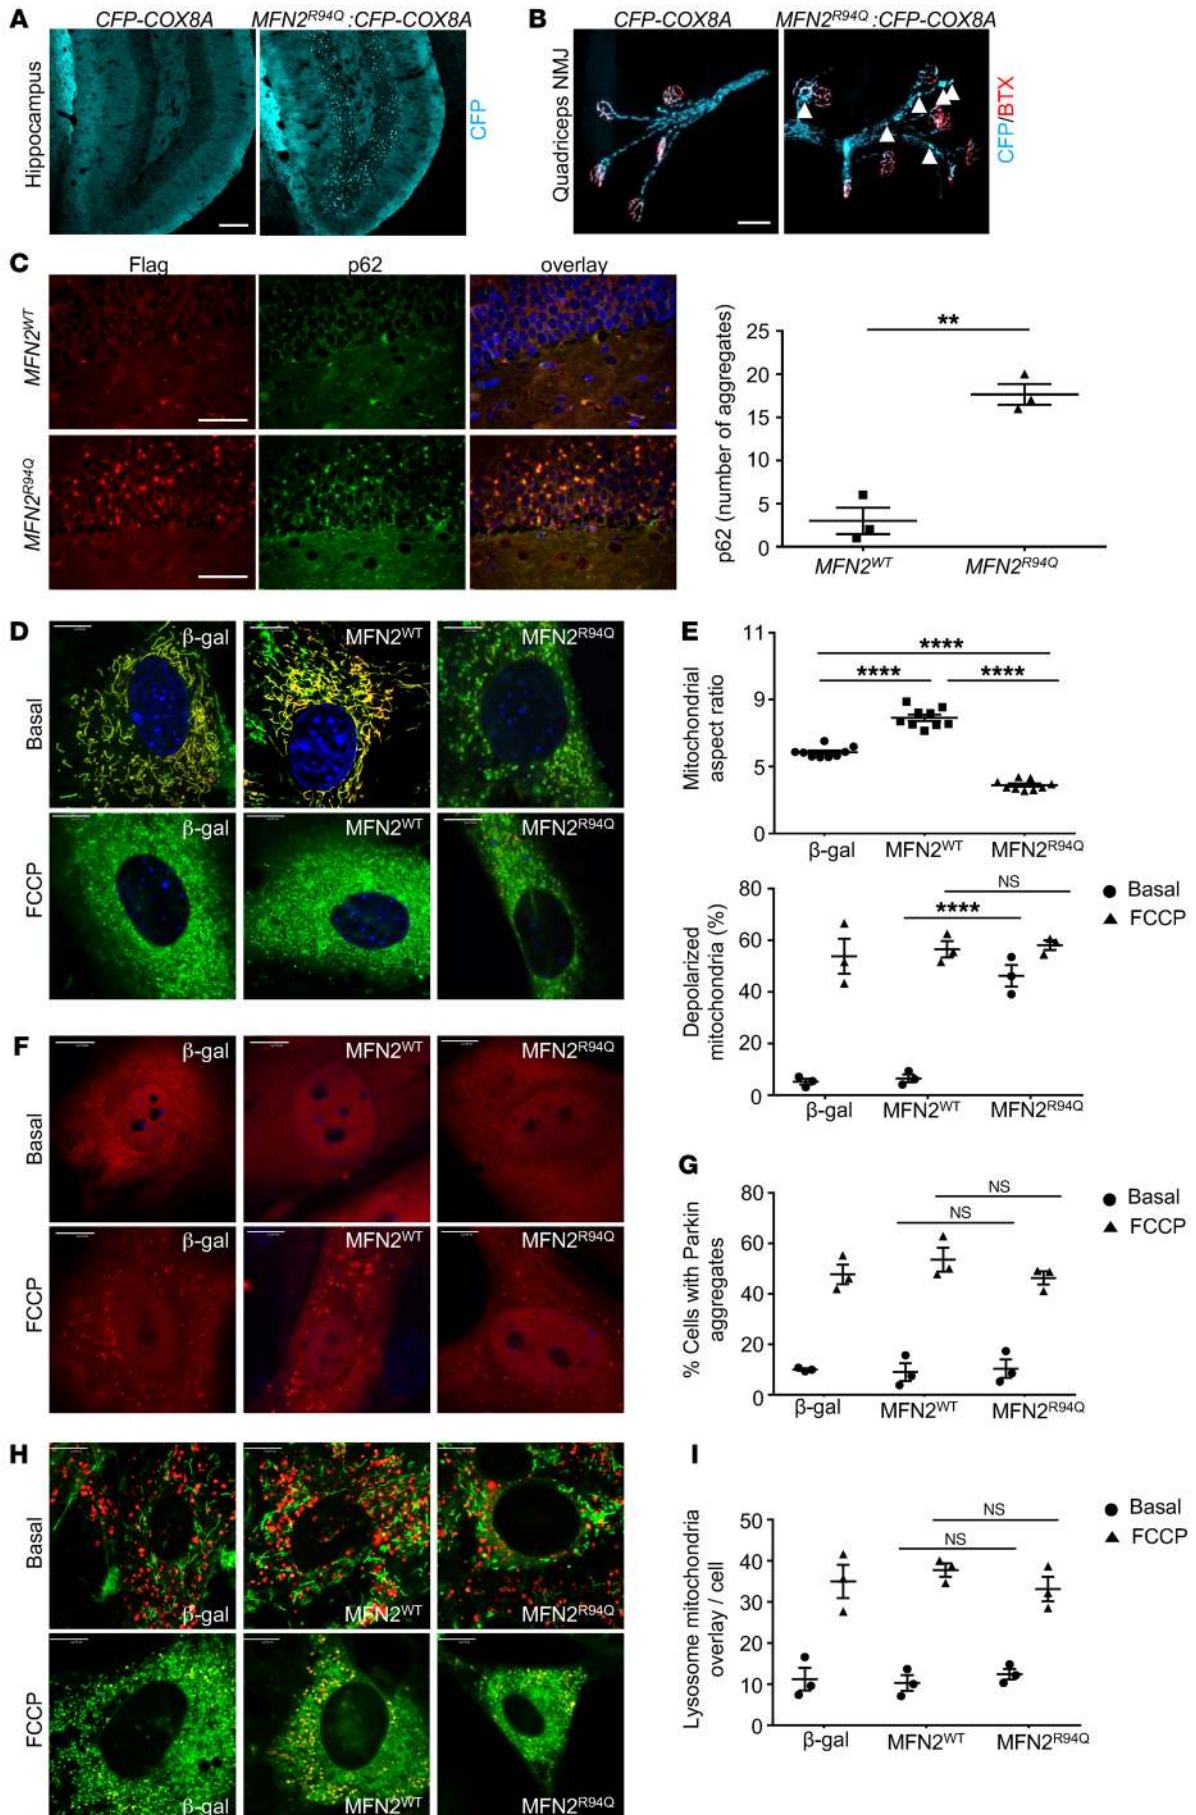 A
CFP-COX8A
MFN2R94Q :CFP-COX8A
Hippocampus
CFP
B
CFP-COX8A
MFN2R94Q :CFP-COX8A
Quadriceps NMJ
CFP/BTX
C
Flag
p62
overlay
MFN2WT
MFN2R94Q
p62 (number of aggregates)
25
20
15
10
5
0
**
MFN2WT
MFN2R94Q
D
β-gal
MFN2WT
MFN2R94Q
Basal
β-gal
MFN2WT
MFN2R94Q
FCCP
E
Mitochondrial
aspect ratio
11
9
5
0
****
****
****
β-gal
MFN2WT
MFN2R94Q
Depolarized
mitochondria (%)
80
60
40
20
0
NS
****
Basal
FCCP
β-gal
MFN2WT
MFN2R94Q
F
β-gal
MFN2WT
MFN2R94Q
Basal
β-gal
MFN2WT
MFN2R94Q
FCCP
G
% Cells with Parkin
aggregates
80
60
40
20
0
NS
NS
Basal
FCCP
β-gal
MFN2WT
MFN2R94Q
H
Basal
β-gal
MFN2WT
MFN2R94Q
FCCP
β-gal
MFN2WT
MFN2R94Q
I
Lysosome mitochondria
overlay / cell
50
40
30
20
10
0
NS
NS
Basal
FCCP
β-gal
MFN2WT
MFN2R94Q